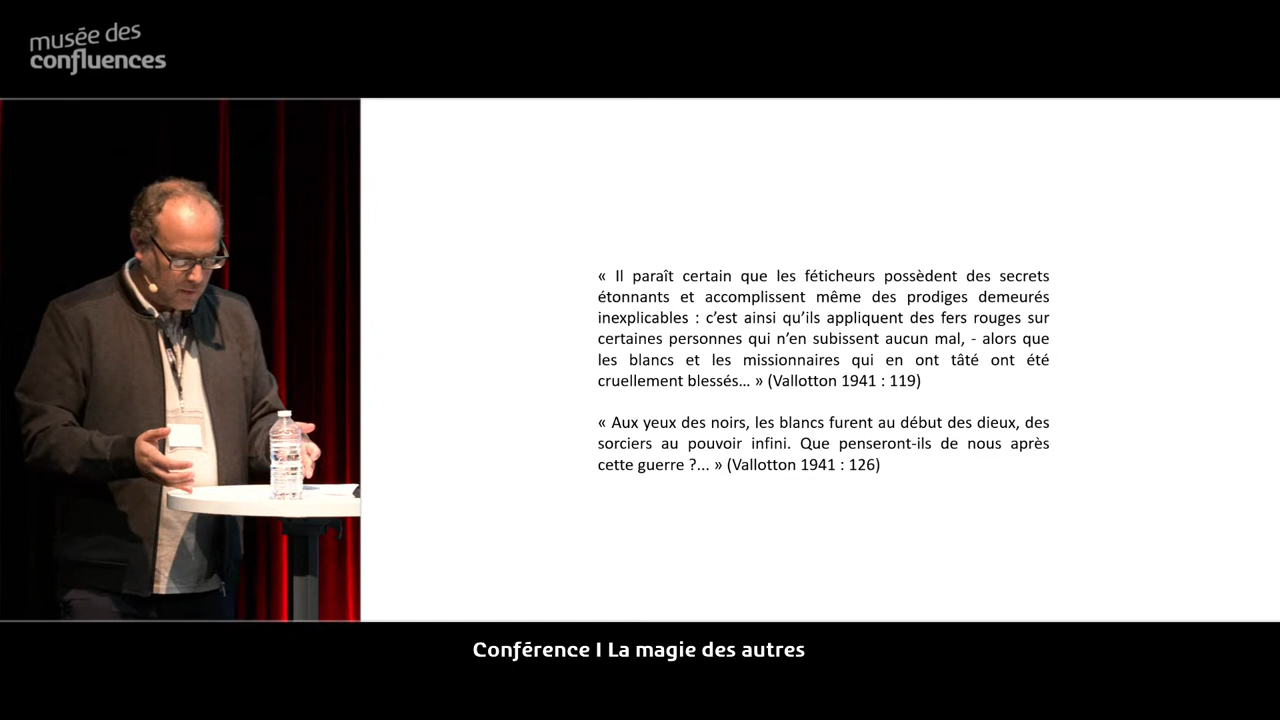 musée des
confluences
« Il paraît certain que les féticheurs possèdent des secrets
étonnants et accomplissent même des prodiges demeurés
inexplicables : c’est ainsi qu’ils appliquent des fers rouges sur
certaines personnes qui n’en subissent aucun mal, - alors que
les blancs et les missionnaires qui en ont tâté ont été
cruellement blessés... » (Vallotton 1941 : 119)
« Aux yeux des noirs, les blancs furent au début des dieux, des
sorciers au pouvoir infini. Que penseront-ils de nous après
cette guerre ?... » (Vallotton 1941 : 126)
Conférence I La magie des autres